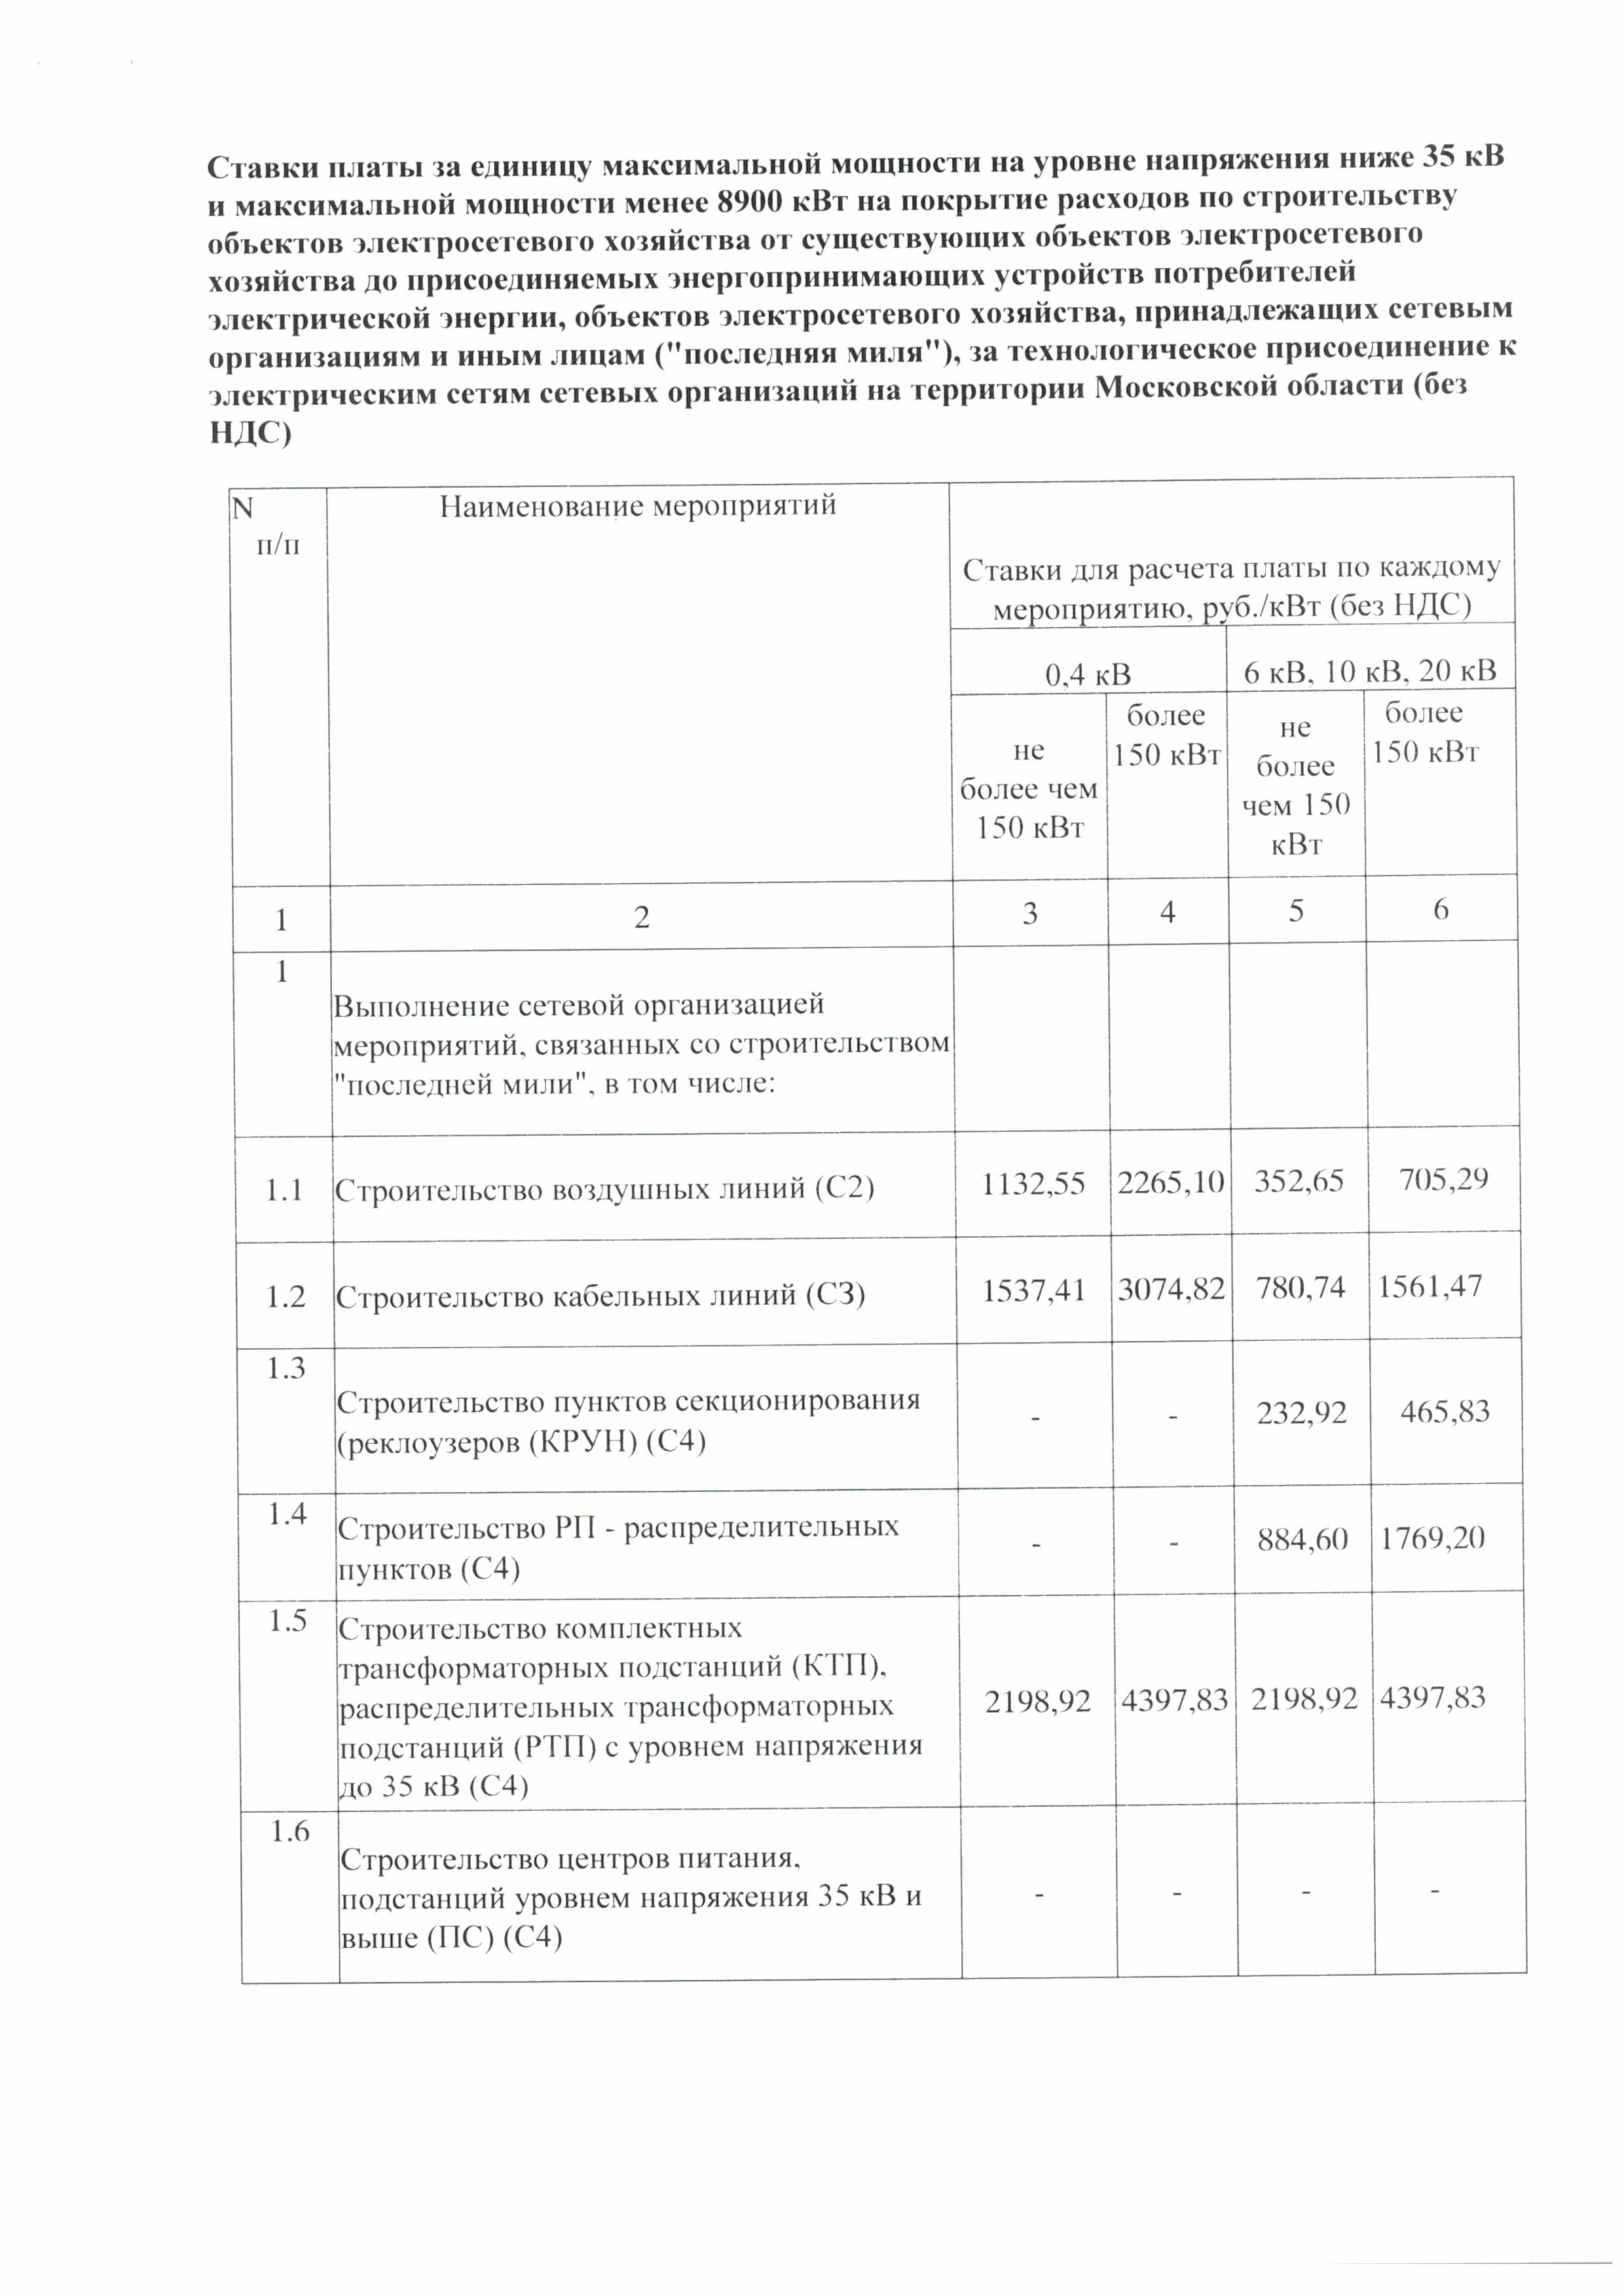 Ставки платы за единицу максимальной мощности на уровне напряжения ниже 35 кВ
и максимальной мощности менее 8900 кВт на покрытие расходов по строительству
объектов электросетевого хозяйства от существующих объектов электросетевого
хозяйства до присоединяемых энергопринимающих устройств потребителей
электрической энергии, объектов электросетевого хозяйства, принадлежащих сетевым
организациям и иным лицам ("последняя миля"), за технологическое присоединение к
электрическим сетям сетевых организаций на территории Московской области (без
НДС)
N
п/п
Наименование мероприятий
Ставки для расчета платы по каждому
мероприятию, руб./кВт (без НДС)
0,4 кВ
6 кВ, 10 кВ, 20 кВ
не
более чем
150 кВт
более
150 кВт
не
более
чем 150
кВт
более
150 кВт
1 2 3 4 5 6
1
Выполнение сетевой организацией
мероприятий, связанных со строительством
"последней мили", в том числе:
1.1 Строительство воздушных линий (С2) 1132,55 2265,10 352,65 705,29
1.2 Строительство кабельных линий (С3) 1537,41 3074,82 780,74 1561,47
1.3
Строительство пунктов секционирования
(реклоузеров (КРУН) (С4)
- - 232,92 465,83
1.4
Строительство РП - распределительных
пунктов (С4)
- - 884,60 1769,20
1.5
Строительство комплектных
трансформаторных подстанций (КТП),
распределительных трансформаторных
подстанций (РТП) с уровнем напряжения
до 35 кВ (С4)
2198,92 4397,83 2198,92 4397,83
1.6
Строительство центров питания,
подстанций уровнем напряжения 35 кВ и
выше (ПС) (С4)
- - - -